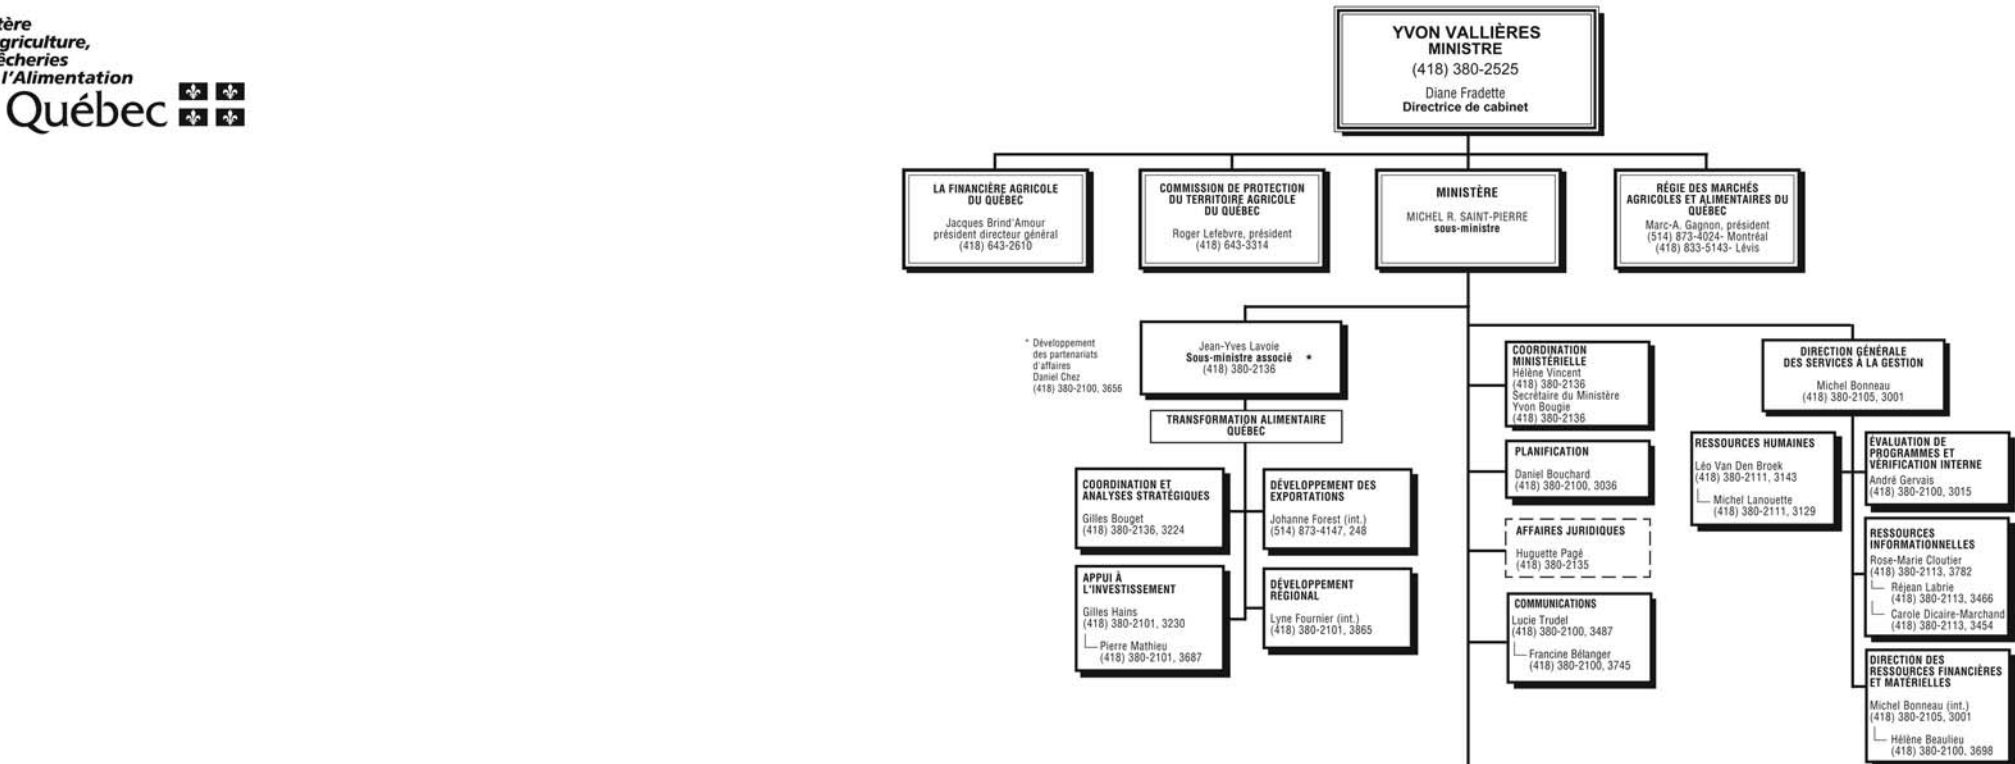 tère
griculture,
êcheries
l'Alimentation
Québec
YVON VALLIÈRES
MINISTRE
(418) 380-2525
Diane Fradette
Directrice de cabinet
LA FINANCIÈRE AGRICOLE
DU QUÉBEC
Jacques Brind'Amour
président directeur général
(418) 643-2610
COMMISSION DE PROTECTION
DU TERRITOIRE AGRICOLE
DU QUÉBEC
Roger Lefebvre, président
(418) 643-3314
MINISTÈRE
MICHEL R. SAINT-PIERRE
sous-ministre
RÉGIE DES MARCHÉS
AGRICOLES ET ALIMENTAIRES DU
QUÉBEC
Marc-A. Gagnon, président
(514) 873-4024- Montréal
(418) 833-5143- Lévis
* Développement
des partenariats
d'affaires
Daniel Chez
(418) 380-2100, 3656
Jean-Yves Lavoie
Sous-ministre associé *
(418) 380-2136
TRANSFORMATION ALIMENTAIRE
QUÉBEC
COORDINATION ET
ANALYSES STRATÉGIQUES
Gilles Bouget
(418) 380-2136, 3224
DÉVELOPPEMENT DES
EXPORTATIONS
Johanne Forest (int.)
(514) 873-4147, 248
APPUI À
L'INVESTISSEMENT
Gilles Hains
(418) 380-2101, 3230
Pierre Mathieu
(418) 380-2101, 3687
DÉVELOPPEMENT
RÉGIONAL
Lyne Fournier (int.)
(418) 380-2101, 3865
COORDINATION
MINISTÉRIELLE
Hélène Vincent
(418) 380-2136
Secrétaire du Ministère
Yvon Bougie
(418) 380-2136
PLANIFICATION
Daniel Bouchard
(418) 380-2100, 3036
AFFAIRES JURIDIQUES
Huguette Pagé
(418) 380-2135
COMMUNICATIONS
Lucie Trudel
(418) 380-2100, 3487
Francine Bélanger
(418) 380-2100, 3745
DIRECTION GÉNÉRALE
DES SERVICES À LA GESTION
Michel Bonneau
(418) 380-2105, 3001
RESSOURCES HUMAINES
Léo Van Den Broek
(418) 380-2111, 3143
Michel Lanouette
(418) 380-2111, 3129
ÉVALUATION DE
PROGRAMMES ET
VÉRIFICATION INTERNE
André Gervais
(418) 380-2100, 3015
RESSOURCES
INFORMATIONNELLES
Rose-Marie Cloutier
(418) 380-2113, 3782
Réjean Labrie
(418) 380-2113, 3466
Carole Dicaire-Marchand
(418) 380-2113, 3454
DIRECTION DES
RESSOURCES FINANCIÈRES
ET MATÉRIELLES
Michel Bonneau (int.)
(418) 380-2105, 3001
Hélène Beaulieu
(418) 380-2100, 3698